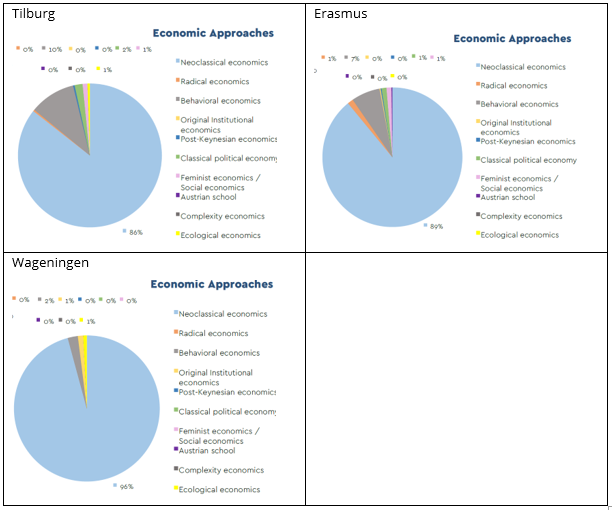 Tilburg
Economic Approaches
0% 10% 0% 0% 2% 1%
0% 0% 1%
Neoclassical economics
Radical economics
Behavioral economics
Original Institutional
economics
Post-Keynesian economics
Classical political economy
Feminist economics /
Social economics
Austrian school
Complexity economics
Ecological economics
86%
Erasmus
Economic Approaches
1% 7% 0% 0% 1% 1%
0% 0% 0%
Neoclassical economics
Radical economics
Behavioral economics
Original Institutional
economics
Post-Keynesian economics
Classical political economy
Feminist economics /
Social economics
Austrian school
Complexity economics
Ecological economics
89%
Wageningen
Economic Approaches
0% 2% 1% 0% 0% 0%
0% 0% 1%
Neoclassical economics
Radical economics
Behavioral economics
Original Institutional
economics
Post-Keynesian economics
Classical political economy
Feminist economics /
Social economics
Austrian school
Complexity economics
Ecological economics
96%